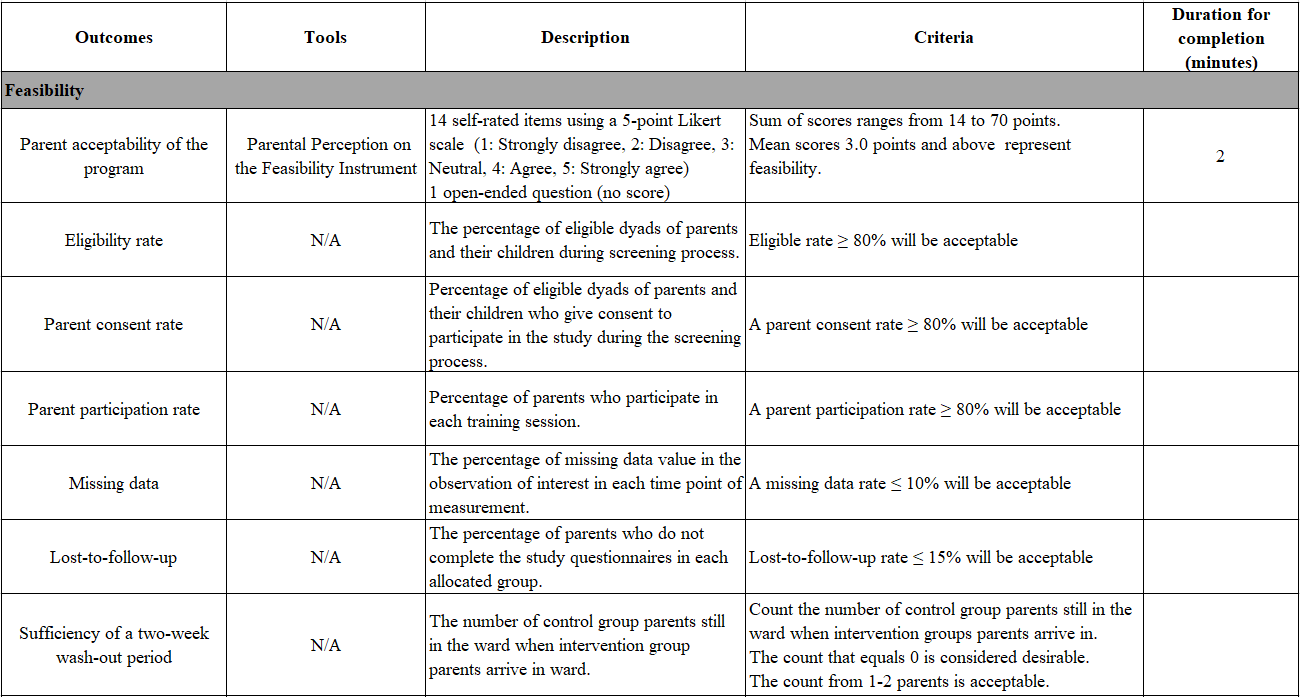 Outcomes
Tools
Description
Criteria
Duration for
completion
(minutes)
Feasibility
Parent acceptability of the
program
Parental Perception on
the Feasibility Instrument
14 self-rated items using a 5-point Likert
scale  (1: Strongly disagree, 2: Disagree, 3:
Neutral, 4: Agree, 5: Strongly agree)
1 open-ended question (no score)
Sum of scores ranges from 14 to 70 points.
Mean scores 3.0 points and above  represent
feasibility.
2
Eligibility rate
N/A
The percentage of eligible dyads of parents
and their children during screening process.
Eligible rate ≥ 80% will be acceptable
Parent consent rate
N/A
Percentage of eligible dyads of parents and
their children who give consent to
participate in the study during the screening
process.
A parent consent rate ≥ 80% will be acceptable
Parent participation rate
N/A
Percentage of parents who participate in
each training session.
A parent participation rate ≥ 80% will be acceptable
Missing data
N/A
The percentage of missing data value in the
observation of interest in each time point of
measurement.
A missing data rate ≤ 10% will be acceptable
Lost-to-follow-up
N/A
The percentage of parents who do not
complete the study questionnaires in each
allocated group.
Lost-to-follow-up rate ≤ 15% will be acceptable
Sufficiency of a two-week
wash-out period
N/A
The number of control group parents still
in the ward when intervention group
parents arrive in ward.
Count the number of control group parents still in the
ward when intervention groups parents arrive in.
The count that equals 0 is considered desirable.
The count from 1-2 parents is acceptable.